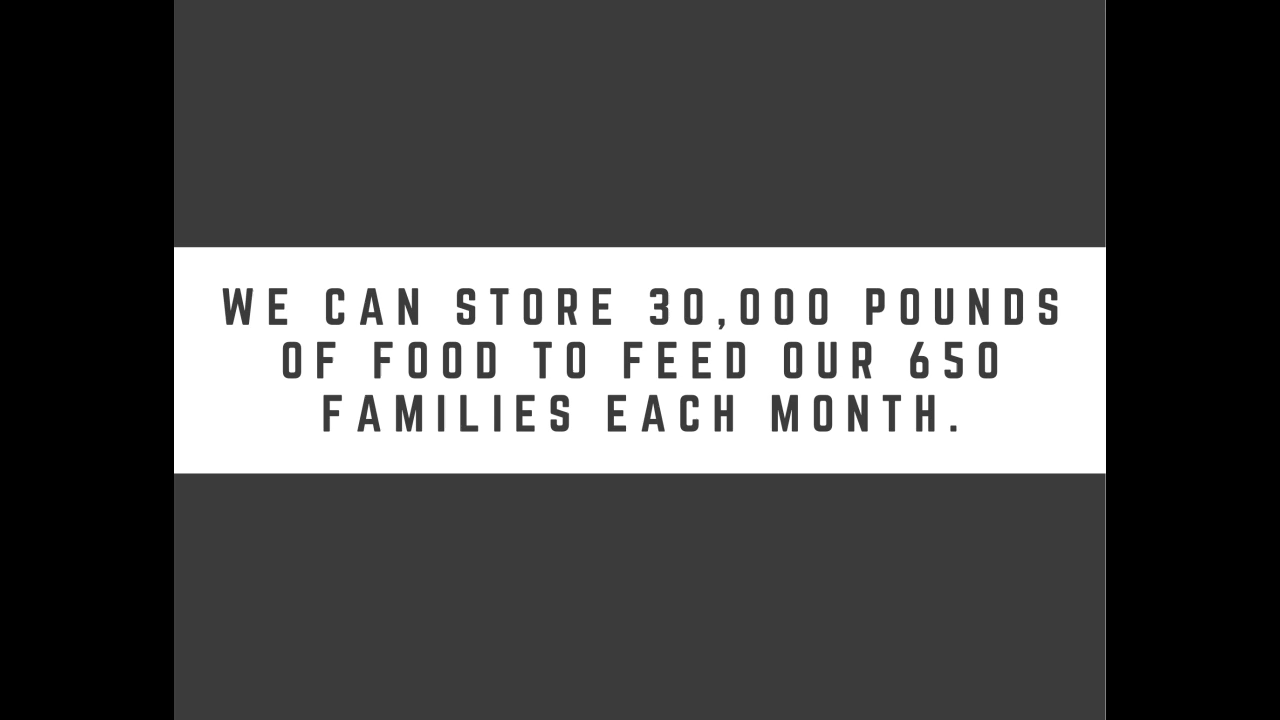 WE CAN STORE 30,000 POUNDS
OF FOOD TO FEED OUR 650
FAMILIES EACH MONTH.